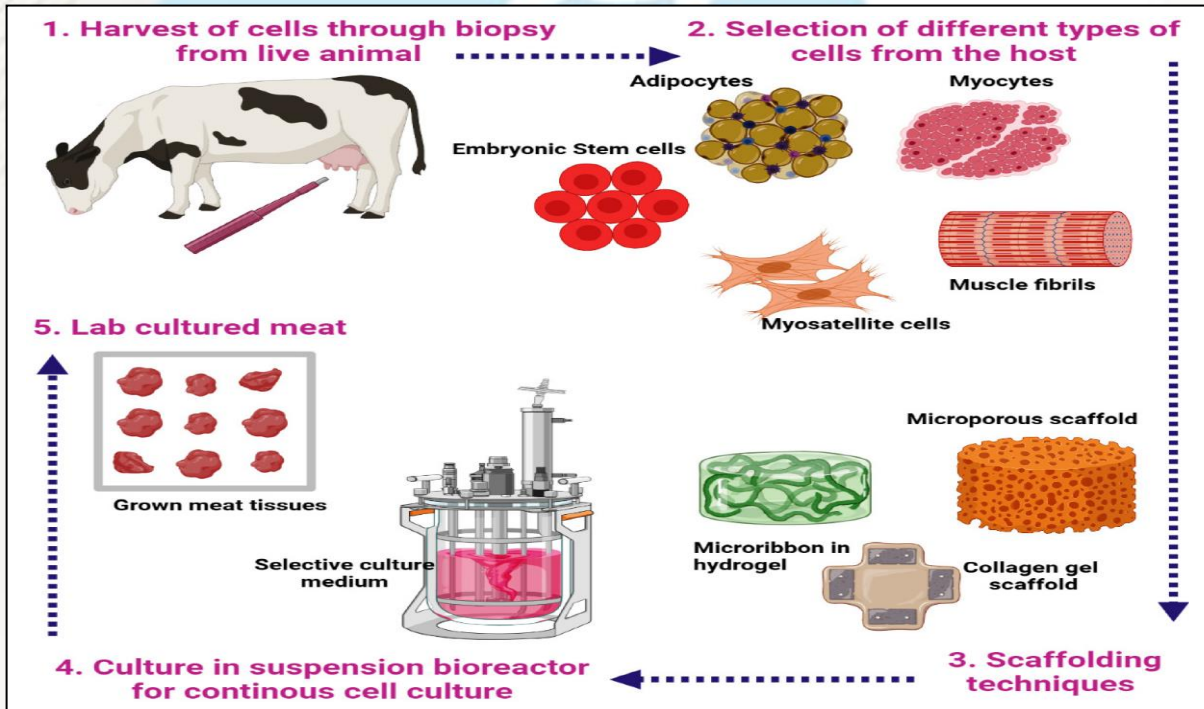 1. Harvest of cells through biopsy
from live animal
2. Selection of different types of
cells from the host
Adipocytes
Myocytes
Embryonic Stem cells
Muscle fibrils
Myosatellite cells
5. Lab cultured meat
Grown meat tissues
Selective culture
medium
Microporous scaffold
Microribbon in
hydrogel
Collagen gel
scaffold
4. Culture in suspension bioreactor
for continous cell culture
3. Scaffolding
techniques